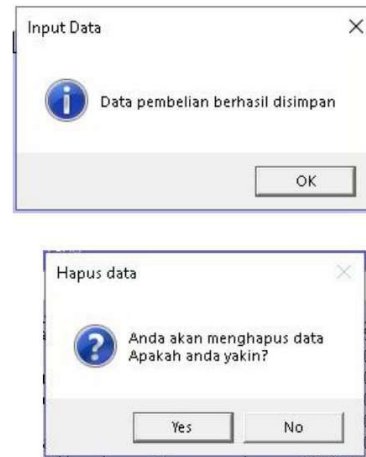 Input Data
Data pembelian berhasil disimpan
OK
Hapus data
Anda akan menghapus data
Apakah anda yakin?
Yes
No